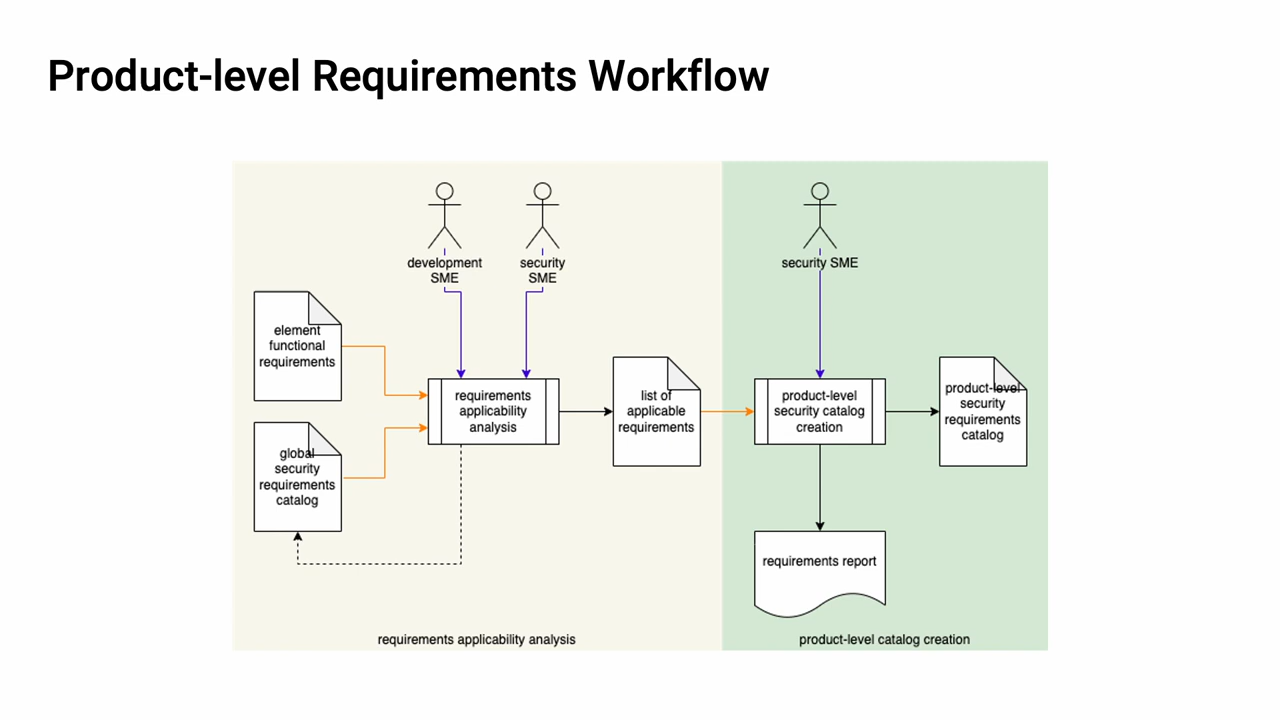 Product-level Requirements Workflow
development
SME
security
SME
security SME
element
functional
requirements
global
security
requirements
catalog
requirements
applicability
analysis
list of
applicable
requirements
product-level
security catalog
creation
product-level
security
requirements
catalog
requirements report
requirements applicability analysis
product-level catalog creation